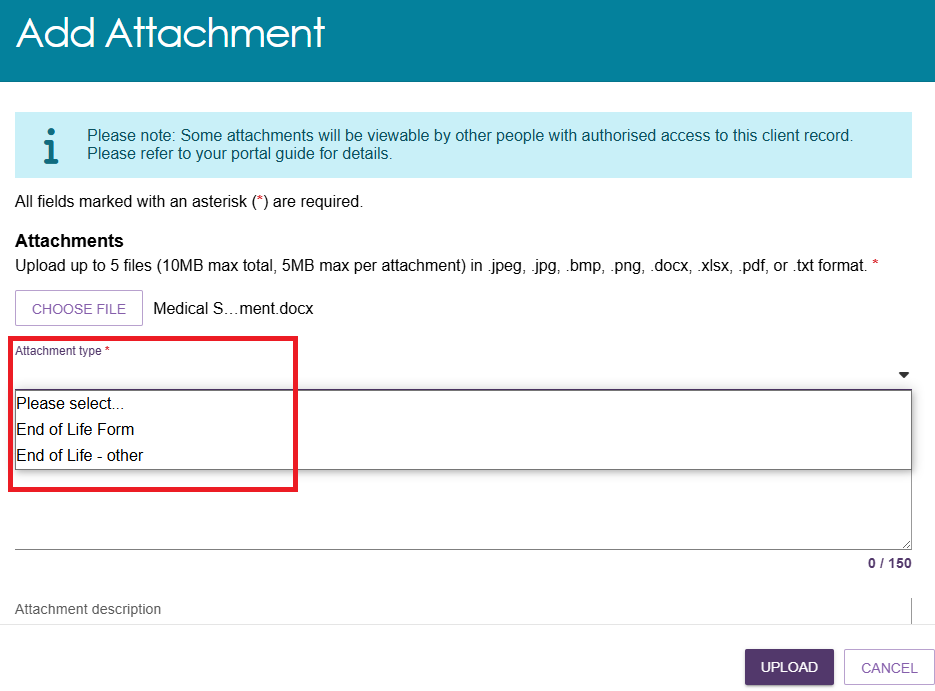 Add Attachment
Please note: Some attachments will be viewable by other people with authorised access to this client record.
Please refer to your portal guide for details.
All fields marked with an asterisk (*) are required.
Attachments
Upload up to 5 files (10MB max total, 5MB max per attachment) in .jpeg, .jpg, .bmp, .png, .docx, .xlsx, .pdf, or .txt format. *
CHOOSE FILE Medical S...ment.docx
Attachment type *
Please select...
End of Life Form
End of Life - other
0 / 150
Attachment description
UPLOAD CANCEL